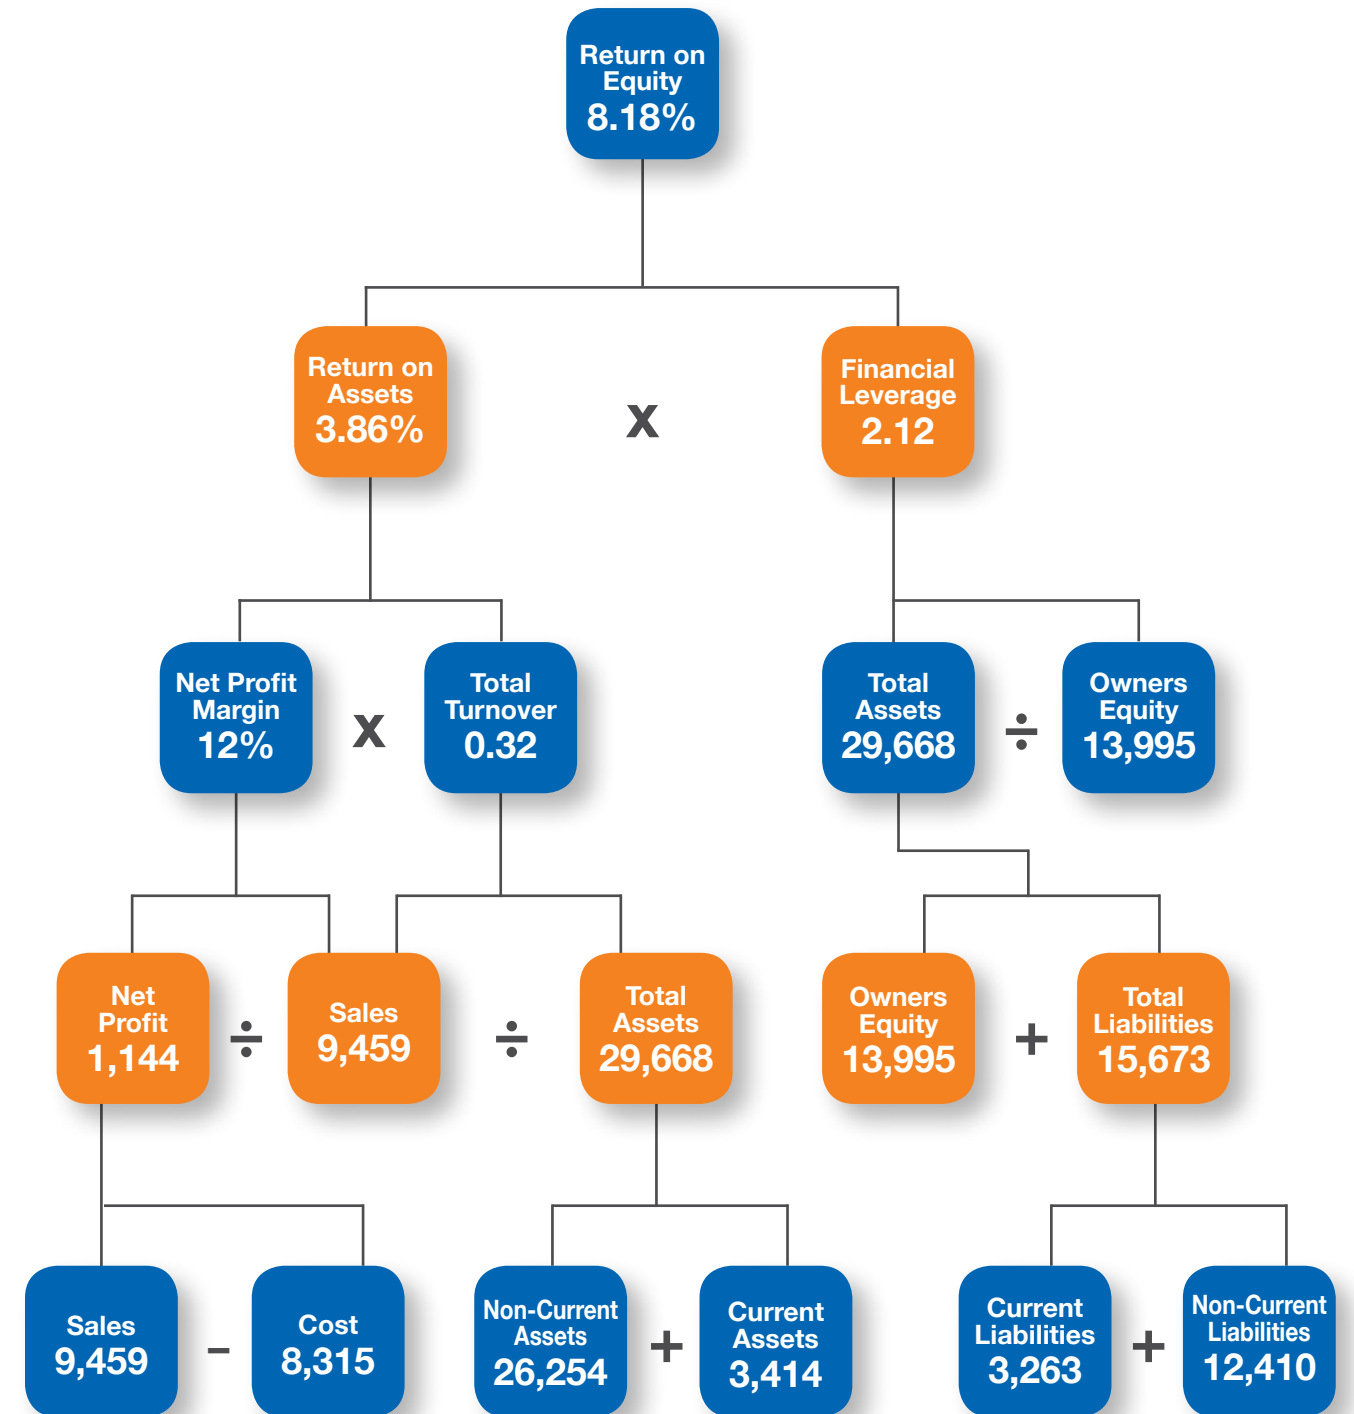 Return on
Equity
8.18%
Return on
Assets
3.86%
x
Financial
Leverage
2.12
Net Profit
Margin
12%
x
Total
Turnover
0.32
Total
Assets
29,668
÷
Owners
Equity
13,995
Net
Profit
1,144
÷
Sales
9,459
÷
Total
Assets
29,668
Owners
Equity
13,995
+
Total
Liabilities
15,673
Sales
9,459
-
Cost
8,315
Non-Current
Assets
26,254
+
Current
Assets
3,414
Current
Liabilities
3,263
+
Non-Current
Liabilities
12,410